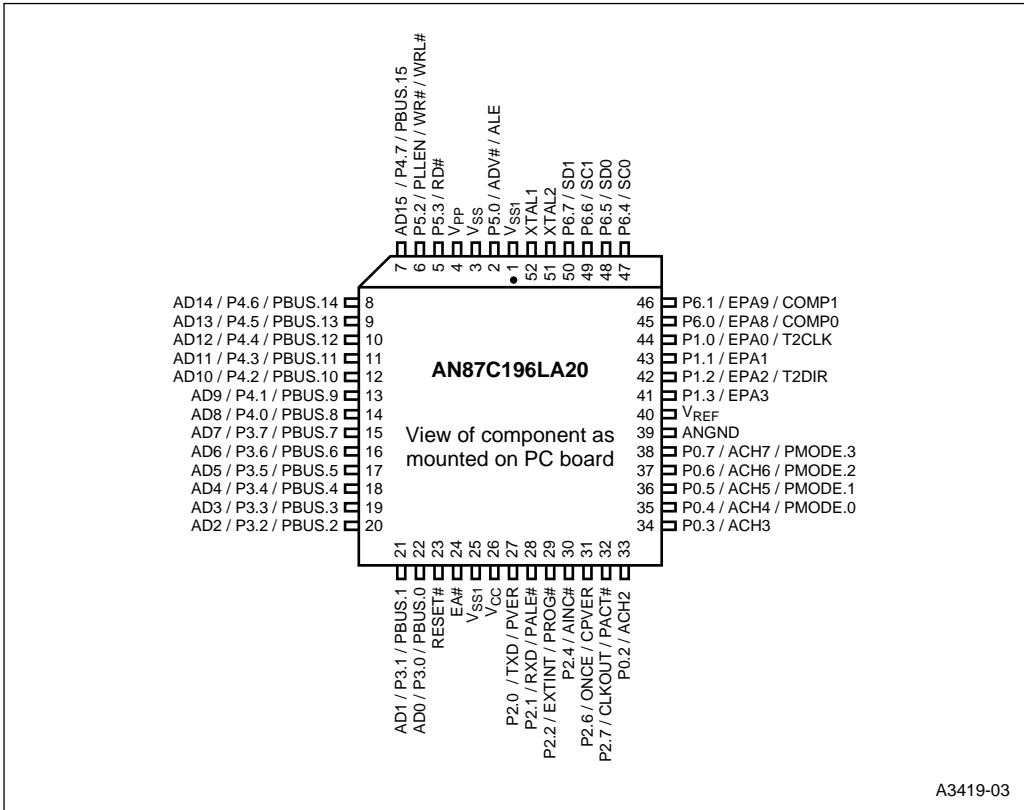 AD15 / P4.7 / PBUS.15
P5.2 / PLLEN / WR# / WRL#
P5.3 / RD#
VPP
VSS
P5.0 / ADV# / ALE
VSS1
XTAL1
XTAL2
P6.7 / SD1
P6.6 / SC1
P6.5 / SD0
P6.4 / SC0
7
6
5
4
3
2
1
52
51
50
49
48
47
AD14 / P4.6 / PBUS.14 8
AD13 / P4.5 / PBUS.13 9
AD12 / P4.4 / PBUS.12 10
AD11 / P4.3 / PBUS.11 11
AD10 / P4.2 / PBUS.10 12
AD9 / P4.1 / PBUS.9 13
AD8 / P4.0 / PBUS.8 14
AD7 / P3.7 / PBUS.7 15
AD6 / P3.6 / PBUS.6 16
AD5 / P3.5 / PBUS.5 17
AD4 / P3.4 / PBUS.4 18
AD3 / P3.3 / PBUS.3 19
AD2 / P3.2 / PBUS.2 20
AN87C196LA20
View of component as
mounted on PC board
46 P6.1 / EPA9 / COMP1
45 P6.0 / EPA8 / COMP0
44 P1.0 / EPA0 / T2CLK
43 P1.1 / EPA1
42 P1.2 / EPA2 / T2DIR
41 P1.3 / EPA3
40 VREF
39 ANGND
38 P0.7 / ACH7 / PMODE.3
37 P0.6 / ACH6 / PMODE.2
36 P0.5 / ACH5 / PMODE.1
35 P0.4 / ACH4 / PMODE.0
34 P0.3 / ACH3
21
22
23
24
25
26
27
28
29
30
31
32
33
AD1 / P3.1 / PBUS.1
AD0 / P3.0 / PBUS.0
RESET#
EA#
VSS1
VCC
P2.0 / TXD / PVER
P2.1 / RXD / PALE#
P2.2 / EXTINT / PROG#
P2.4 / AINC#
P2.6 / ONCE / CPVER
P2.7 / CLKOUT / PACT#
P0.2 / ACH2
A3419-03